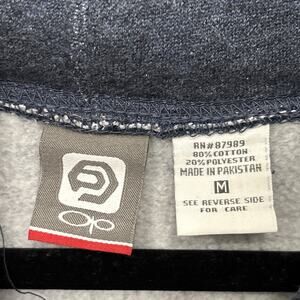 Op
RN#87989
80%COTTON
20%POLYESTER
MADE IN PAKISTAN
M
SEE REVERSE SIDE
FOR CARE